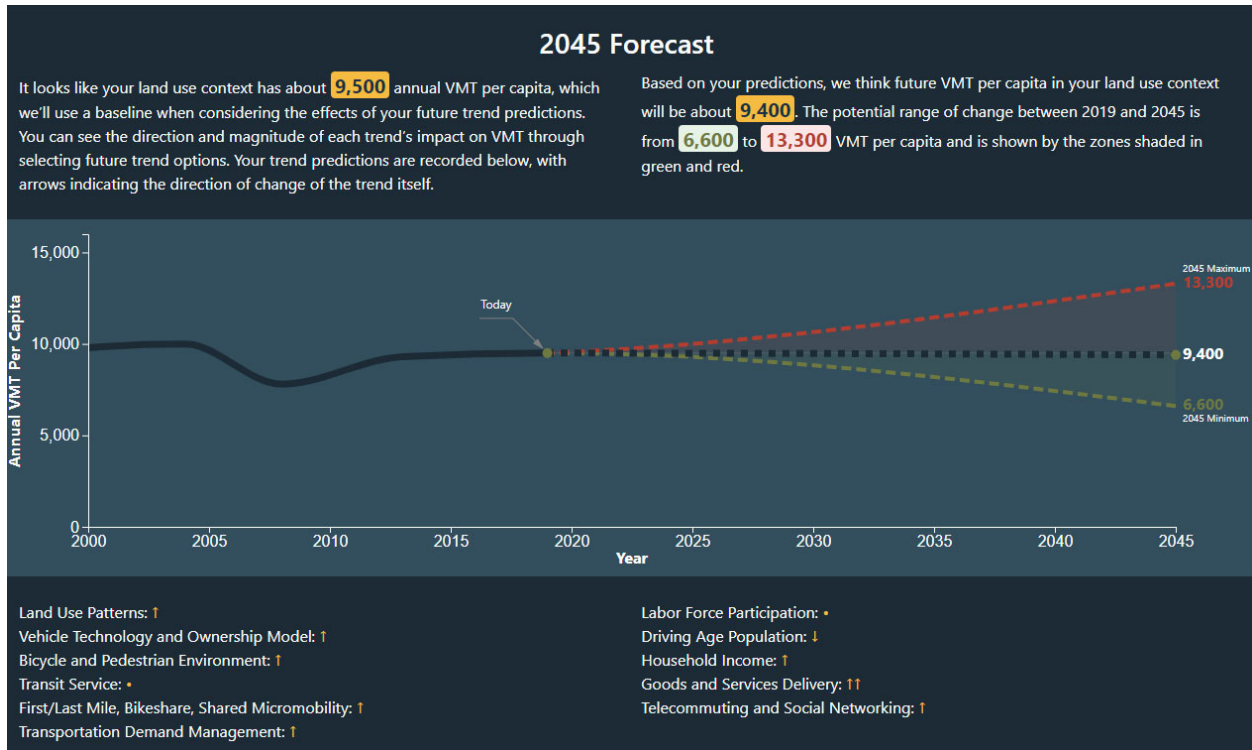 2045 Forecast
It looks like your land use context has about 9,500 annual VMT per capita, which
we'll use a baseline when considering the effects of your future trend predictions.
You can see the direction and magnitude of each trend's impact on VMT through
selecting future trend options. Your trend predictions are recorded below, with
arrows indicating the direction of change of the trend itself.
Based on your predictions, we think future VMT per capita in your land use context
will be about 9,400. The potential range of change between 2019 and 2045 is
from 6,600 to 13,300 VMT per capita and is shown by the zones shaded in
green and red.
Annual VMT Per Capita
15,000
10,000
5,000
0
Today
2045 Maximum
13,300
9,400
6,600
2045 Minimum
2000 2005 2010 2015 2020 2025 2030 2035 2040 2045
Year
Land Use Patterns: ↑
Vehicle Technology and Ownership Model: ↑
Bicycle and Pedestrian Environment: ↑
Transit Service: •
First/Last Mile, Bikeshare, Shared Micromobility: ↑
Transportation Demand Management: ↑
Labor Force Participation: •
Driving Age Population: ↓
Household Income: ↑
Goods and Services Delivery: ↑↑
Telecommuting and Social Networking: ↑